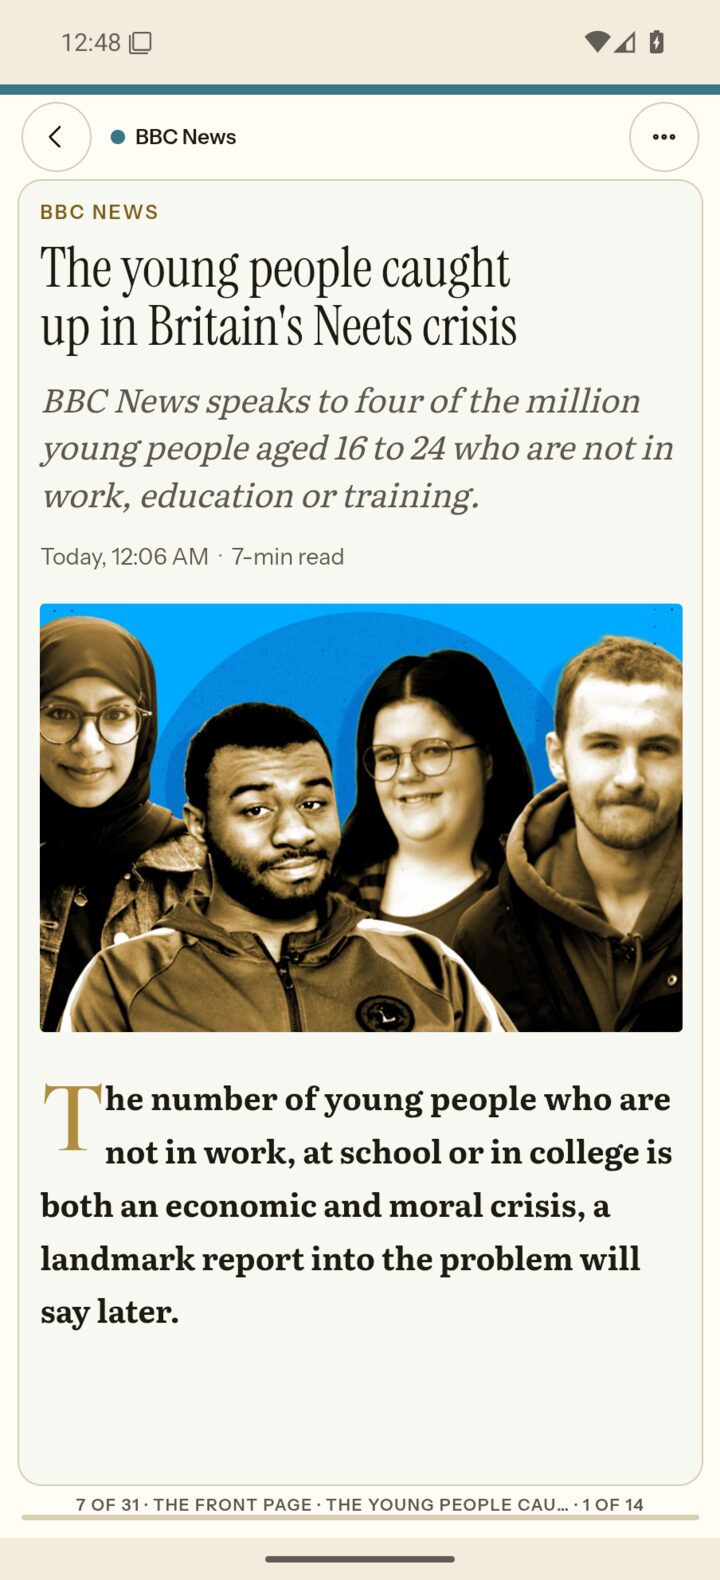 12:48
BBC News
BBC NEWS
The young people caught
up in Britain's Neets crisis
BBC News speaks to four of the million
young people aged 16 to 24 who are not in
work, education or training.
Today, 12:06 AM · 7-min read
The number of young people who are
not in work, at school or in college is
both an economic and moral crisis, a
landmark report into the problem will
say later.
7 OF 31 · THE FRONT PAGE · THE YOUNG PEOPLE CAU... · 1 OF 14